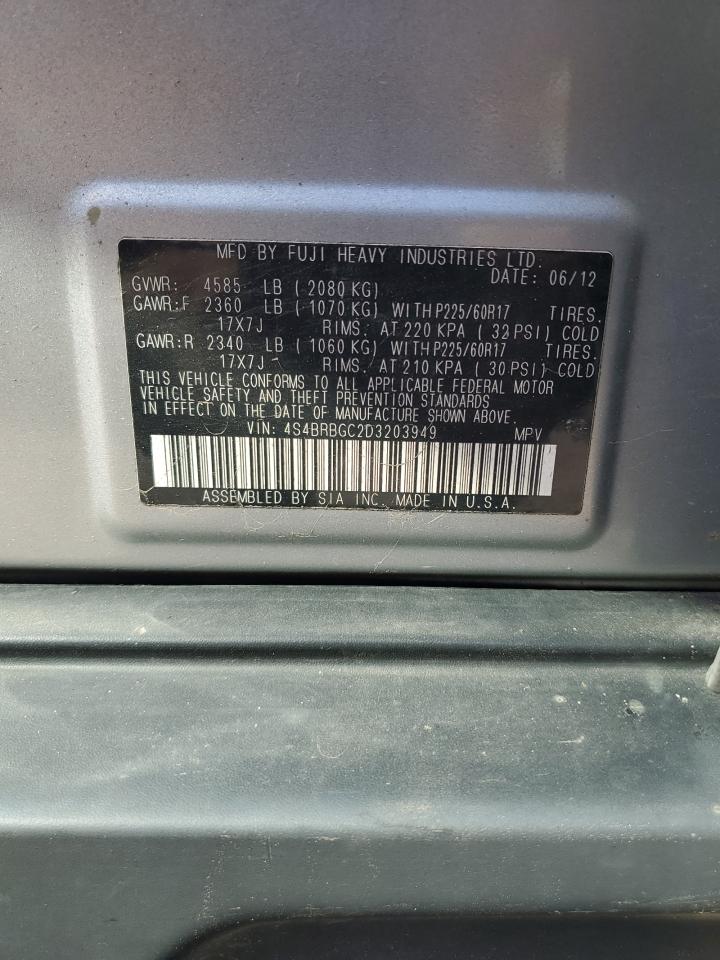 MFD BY FUJI HEAVY INDUSTRIES LTD.
DATE: 06/12
GVWR: 4585 LB ( 2080 KG)
GAWR:F 2360 LB ( 1070 KG) WITH P225/60R17 TIRES.
17X7J RIMS. AT 220 KPA ( 32 PSI) COLD
GAWR:R 2340 LB ( 1060 KG) WITH P225/60R17 TIRES.
17X7J RIMS. AT 210 KPA ( 30 PSI) COLD
THIS VEHICLE CONFORMS TO ALL APPLICABLE FEDERAL MOTOR
VEHICLE SAFETY AND THEFT PREVENTION STANDARDS
IN EFFECT ON THE DATE OF MANUFACTURE SHOWN ABOVE.
VIN: 4S4BRBGC2D3203949 MPV
ASSEMBLED BY SIA INC. MADE IN U.S.A.